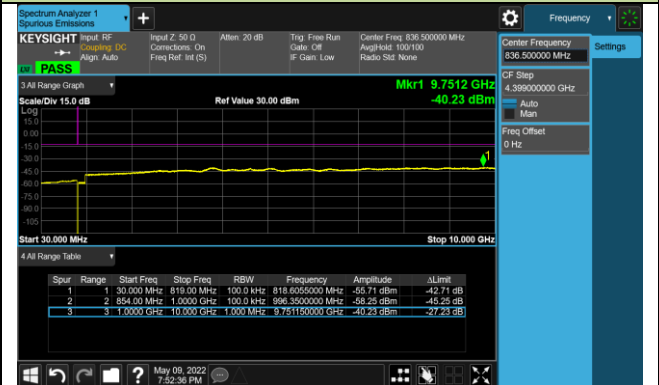 Spectrum Analyzer 1
Spurious Emissions
Frequency
KEYSIGHT
Input: RF
Coupling: DC
Align: Auto
Input Z: 50 Ω
Corrections: On
Freq Ref: Int (S)
Atten: 20 dB
Trig: Free Run
Gate: Off
IF Gain: Low
Center Freq: 836.500000 MHz
Avg|Hold: 100/100
Radio Std: None
PASS
Center Frequency
836.500000 MHz
Settings
CF Step
4.399000000 GHz
Auto
Man
Freq Offset
0 Hz
3 All Range Graph
Mkr1 9.7512 GHz
Scale/Div 15.0 dB
Ref Value 30.00 dBm
-40.23 dBm
Log
15.0
0.00
-15.0
-30.0
-45.0
-60.0
-75.0
-90.0
-105
1
Start 30.000 MHz
Stop 10.000 GHz
4 All Range Table
Spur Range Start Freq Stop Freq RBW Frequency Amplitude ΔLimit
1 1 30.000 MHz 819.00 MHz 100.0 kHz 818.6055000 MHz -55.71 dBm -42.71 dB
2 2 854.00 MHz 1.0000 GHz 100.0 kHz 996.3500000 MHz -58.25 dBm -45.25 dB
3 3 1.0000 GHz 10.000 GHz 1.000 MHz 9.751150000 GHz -40.23 dBm -27.23 dB
May 09, 2022
7:52:36 PM